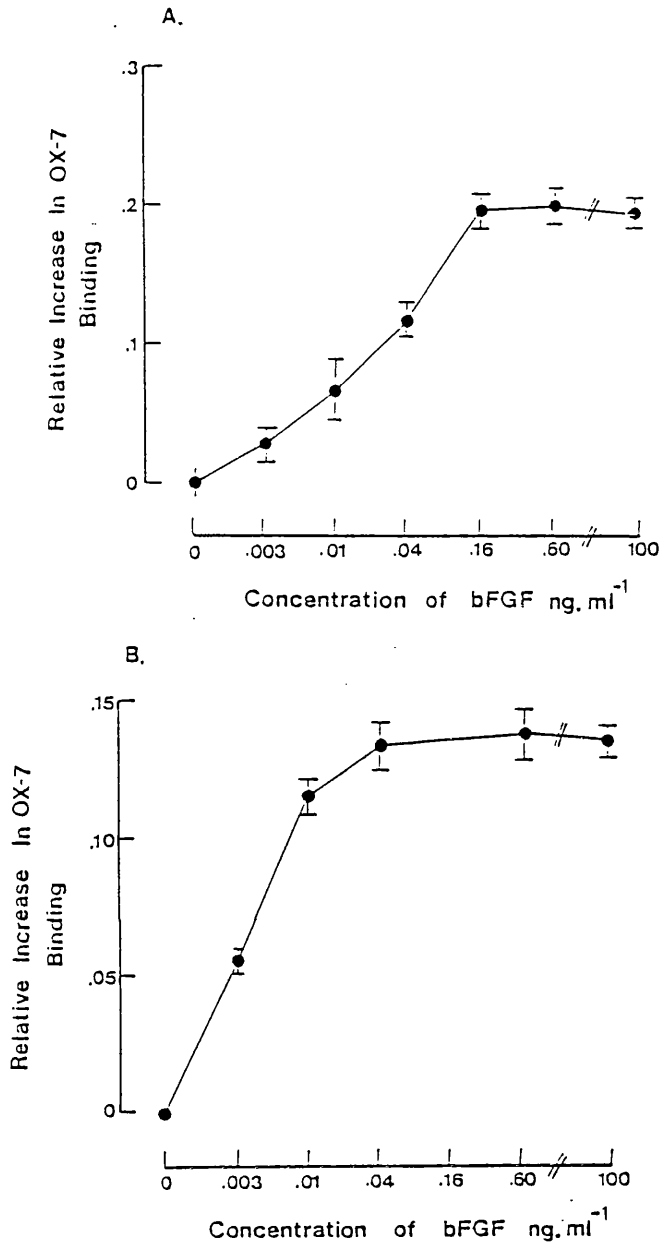 A.
.3
.2
.1
0
Relative Increase In OX-7
Binding
0 .003 .01 .04 .16 .60 100
Concentration of bFGF ng.ml⁻¹
B.
.15
.10
.05
0
Relative Increase In OX-7
Binding
0 .003 .01 .04 .16 .60 100
Concentration of bFGF ng.ml⁻¹